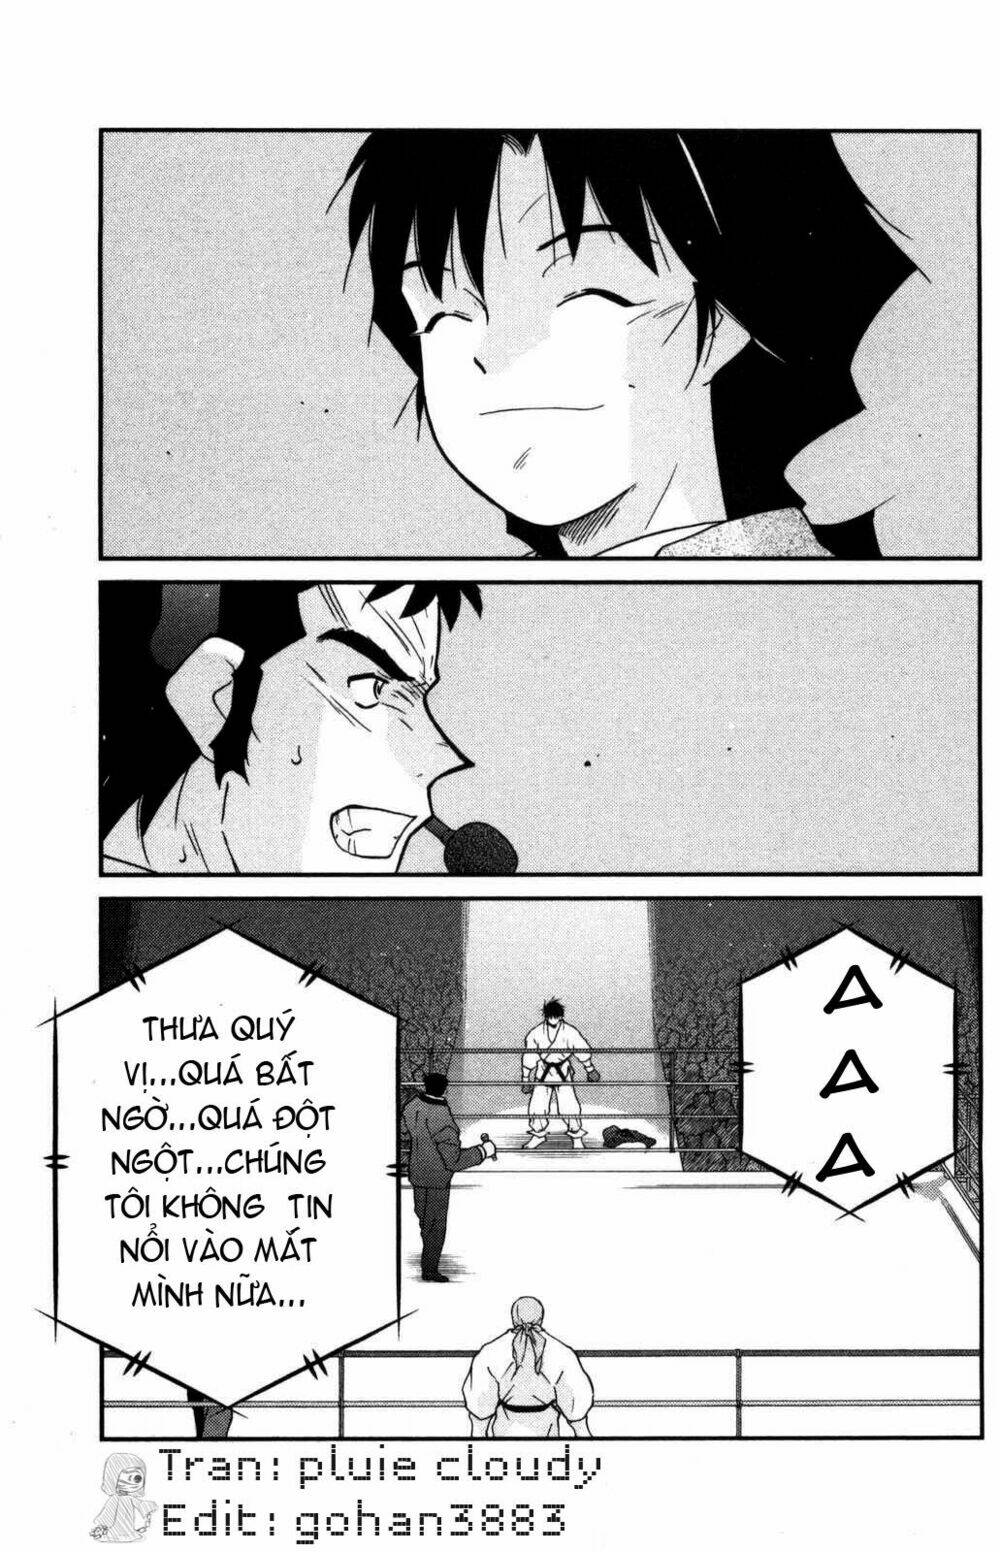 A
A
A
THƯA QUÝ
VỊ...QUÁ BẤT
NGỜ...QUÁ ĐỘT
NGỘT...CHÚNG
TÔI KHÔNG TIN
NỔI VÀO MẮT
MÌNH NỮA...
Tran: pluie cloudy
Edit: gohan3883